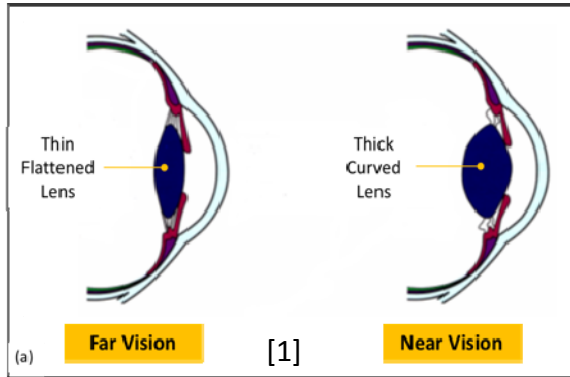 Thin
Flattened
Lens
Thick
Curved
Lens
(a)
Far Vision
[1]
Near Vision